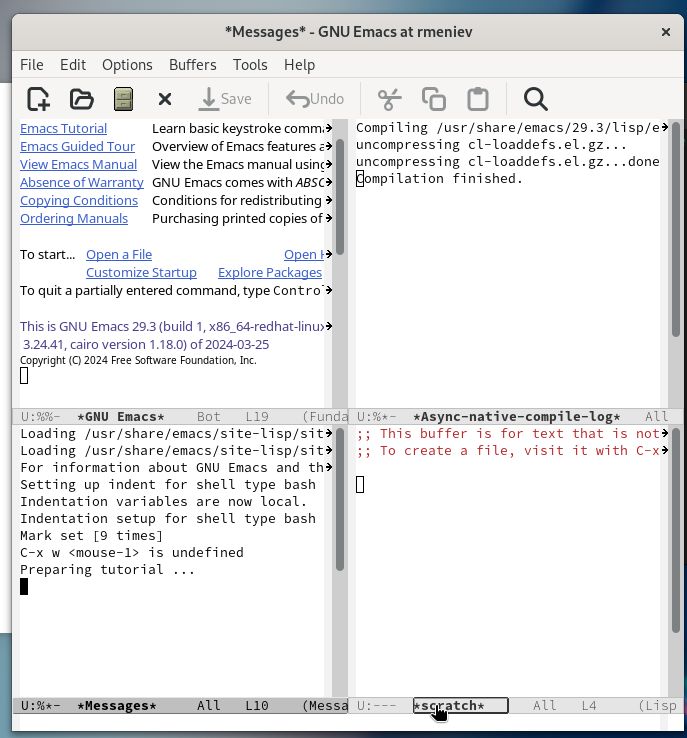 *Messages* - GNU Emacs at rmeniev
File Edit Options Buffers Tools Help
Save Undo
Emacs Tutorial Learn basic keystroke comma
Emacs Guided Tour Overview of Emacs features a
View Emacs Manual View the Emacs manual using
Absence of Warranty GNU Emacs comes with ABSO
Copying Conditions Conditions for redistributing
Ordering Manuals Purchasing printed copies of
To start... Open a File Open H
Customize Startup Explore Packages
To quit a partially entered command, type Contro
This is GNU Emacs 29.3 (build 1, x86_64-redhat-linux
3.24.41, cairo version 1.18.0) of 2024-03-25
Copyright (C) 2024 Free Software Foundation, Inc.
U:%%- *GNU Emacs* Bot L19 (Funda
Compiling /usr/share/emacs/29.3/lisp/e
uncompressing cl-loaddefs.el.gz...
uncompressing cl-loaddefs.el.gz...done
Compilation finished.
U:%*- *Async-native-compile-log* All
Loading /usr/share/emacs/site-lisp/sit
Loading /usr/share/emacs/site-lisp/sit
For information about GNU Emacs and th
Setting up indent for shell type bash
Indentation variables are now local.
Indentation setup for shell type bash
Mark set [9 times]
C-x w <mouse-1> is undefined
Preparing tutorial ...
U:%*- *Messages* All L10 (Messa
;; This buffer is for text that is not
;; To create a file, visit it with C-x
U:--- *scratch* All L4 (Lisp